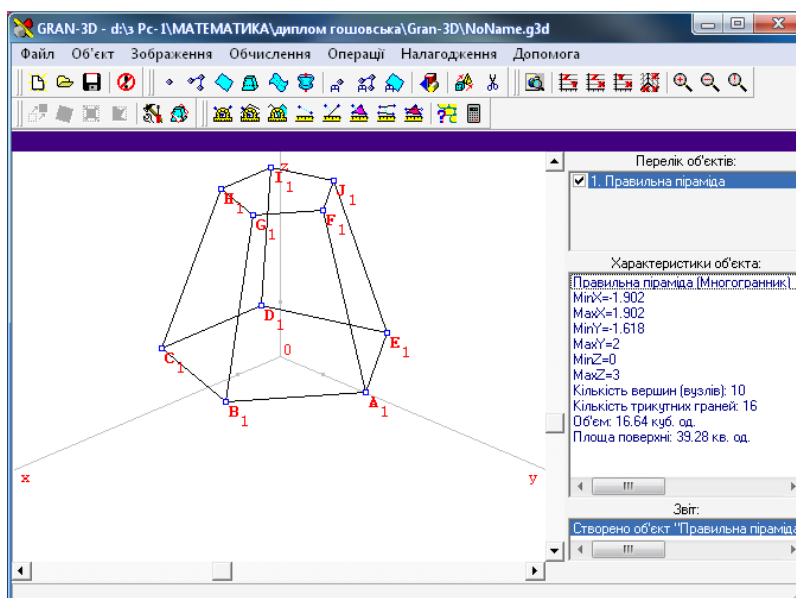 GRAN-3D - d:\з Рс-1\МАТЕМАТИКА\диплом гошовська\Gran-3D\NoName.g3d
Файл Об'єкт Зображення Обчислення Операції Налагодження Допомога
Перелік об'єктів:
1. Правильна піраміда
Характеристики об'єкта:
Правильна піраміда (Многогранник)
MinX=-1.902
MaxX=1.902
MinY=-1.618
MaxY=2
MinZ=0
MaxZ=3
Кількість вершин (вузлів): 10
Кількість трикутних граней: 16
Об'єм: 16.64 куб. од.
Площа поверхні: 39.28 кв. од.
Звіт:
Створено об'єкт "Правильна піраміда
z
I1
H1
J1
G1
F1
D1
E1
0
C1
A1
B1
x
y